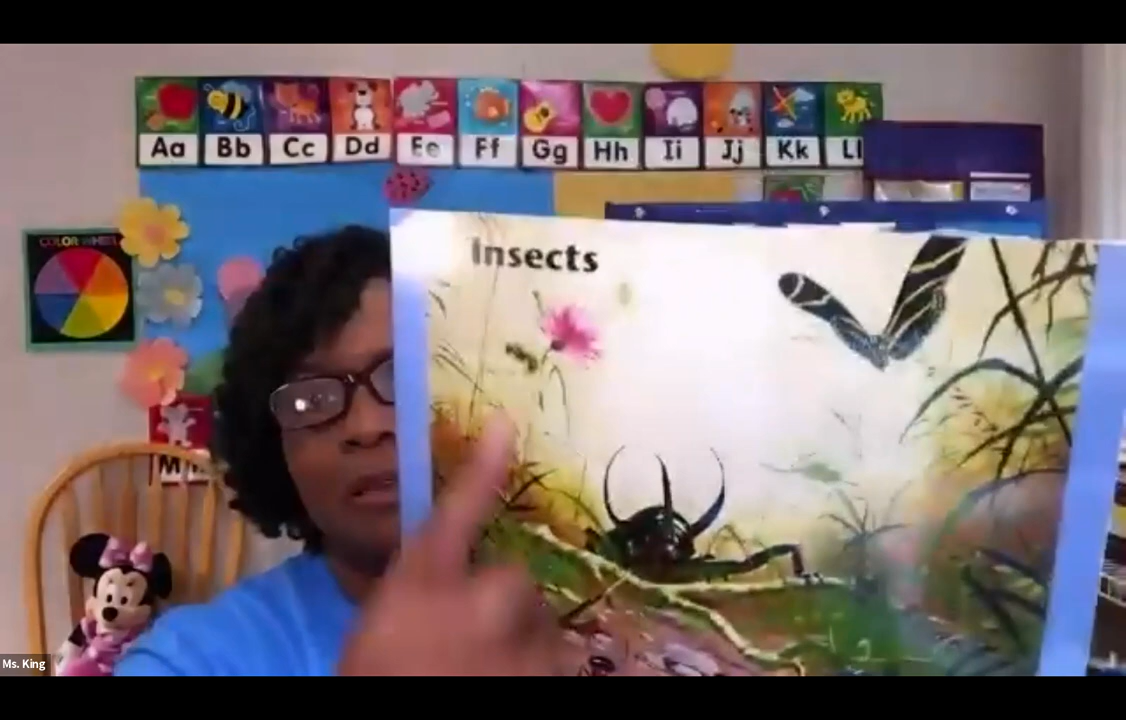 Aa Bb Cc Dd Ee Ff Gg Hh Ii Jj Kk Ll
COLOR WHEEL
Insects
M
Ms. King